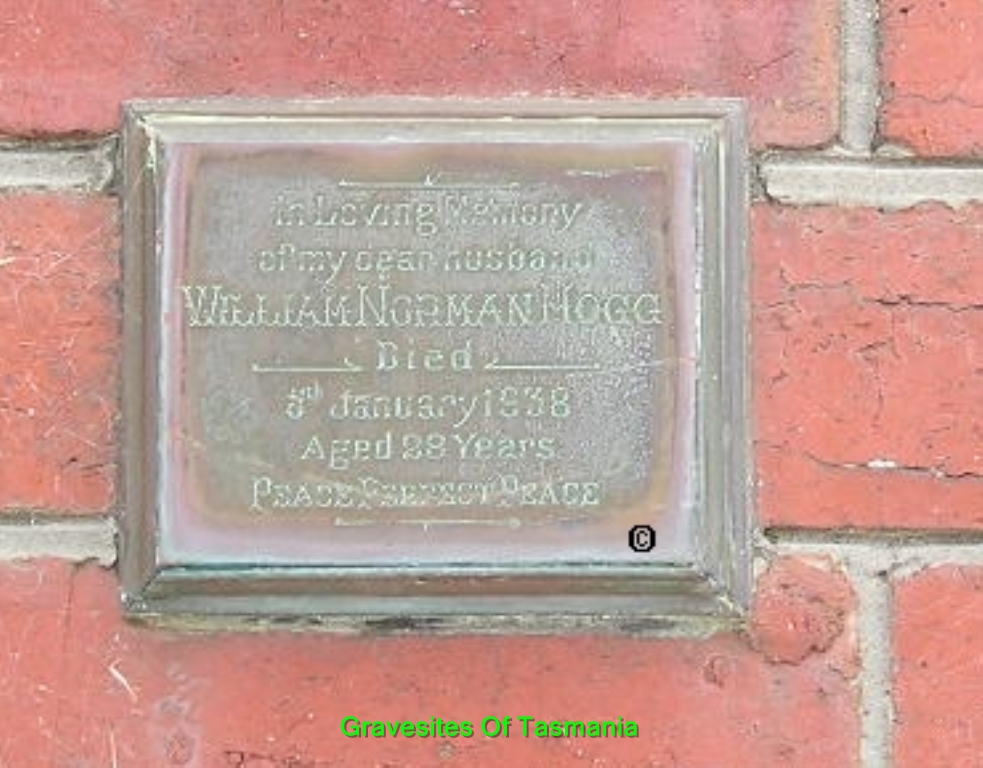 In Loving Memory
of my dear husband
WILLIAM NORMAN HOGG
Died
5th January 1938
Aged 28 Years
PEACE PERFECT PEACE
©
Gravesites Of Tasmania